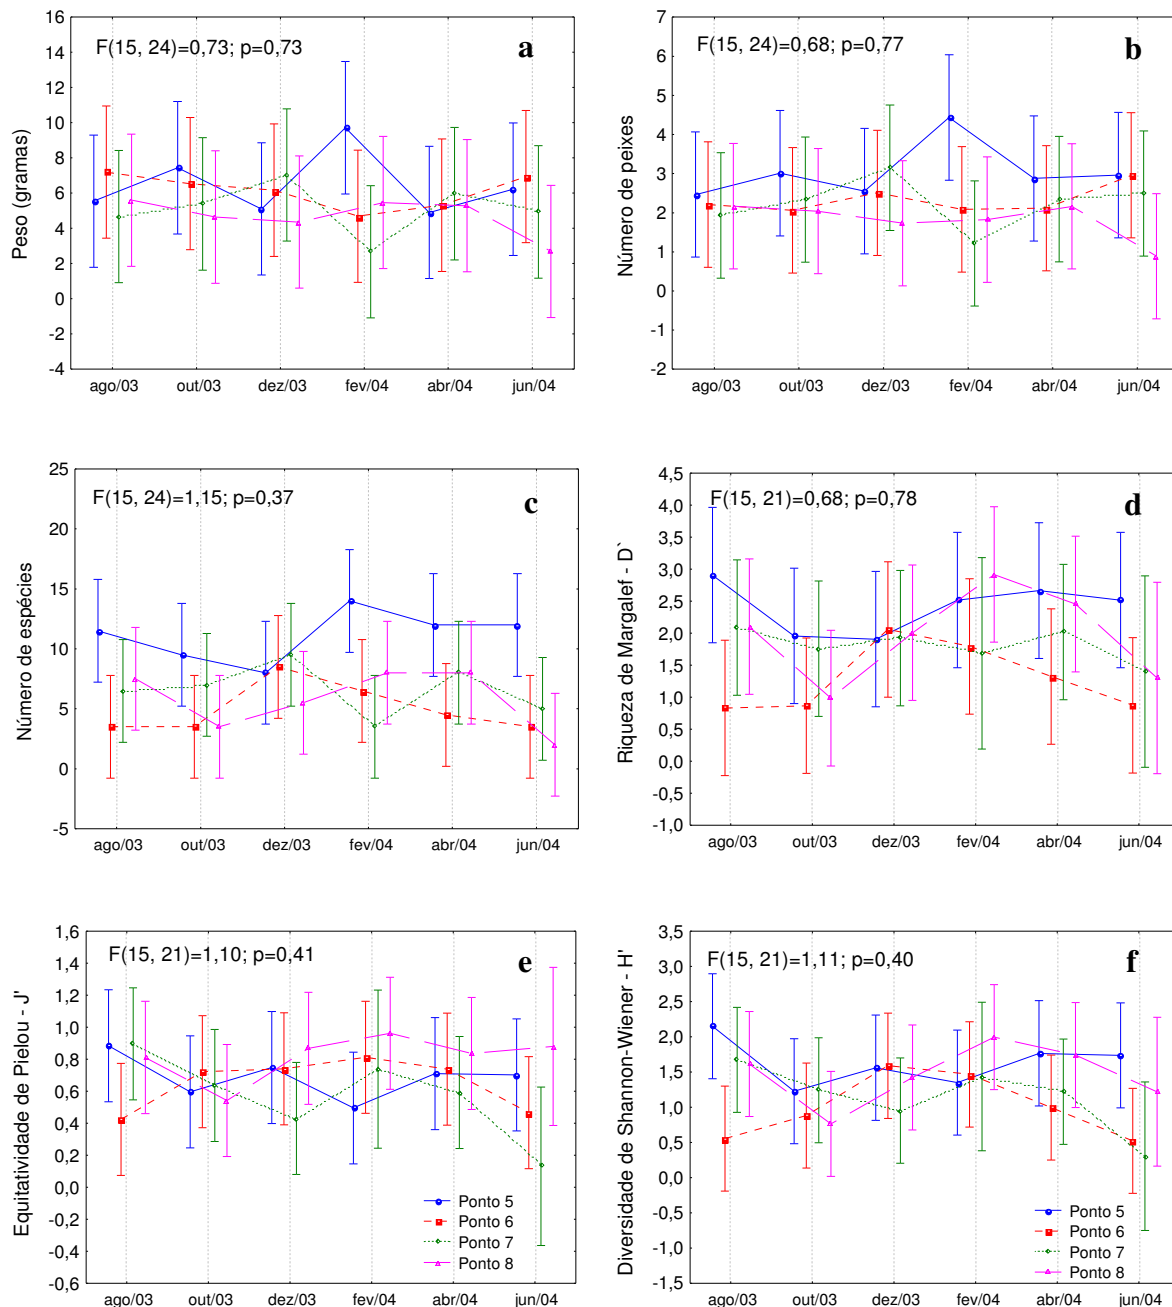 a
F(15, 24)=0,73; p=0,73
Peso (gramas)
16
14
12
10
8
6
4
2
0
-2
-4
ago/03 out/03 dez/03 fev/04 abr/04 jun/04
b
F(15, 24)=0,68; p=0,77
Número de peixes
7
6
5
4
3
2
1
0
-1
-2
ago/03 out/03 dez/03 fev/04 abr/04 jun/04
c
F(15, 24)=1,15; p=0,37
Número de espécies
25
20
15
10
5
0
-5
ago/03 out/03 dez/03 fev/04 abr/04 jun/04
d
F(15, 21)=0,68; p=0,78
Riqueza de Margalef - D`
4,5
4,0
3,5
3,0
2,5
2,0
1,5
1,0
0,5
0,0
-0,5
-1,0
ago/03 out/03 dez/03 fev/04 abr/04 jun/04
e
F(15, 21)=1,10; p=0,41
Equitatividade de Pielou - J'
1,6
1,4
1,2
1,0
0,8
0,6
0,4
0,2
0,0
-0,2
-0,4
-0,6
Ponto 5
Ponto 6
Ponto 7
Ponto 8
ago/03 out/03 dez/03 fev/04 abr/04 jun/04
f
F(15, 21)=1,11; p=0,40
Diversidade de Shannon-Wiener - H'
3,5
3,0
2,5
2,0
1,5
1,0
0,5
0,0
-0,5
-1,0
-1,5
Ponto 5
Ponto 6
Ponto 7
Ponto 8
ago/03 out/03 dez/03 fev/04 abr/04 jun/04